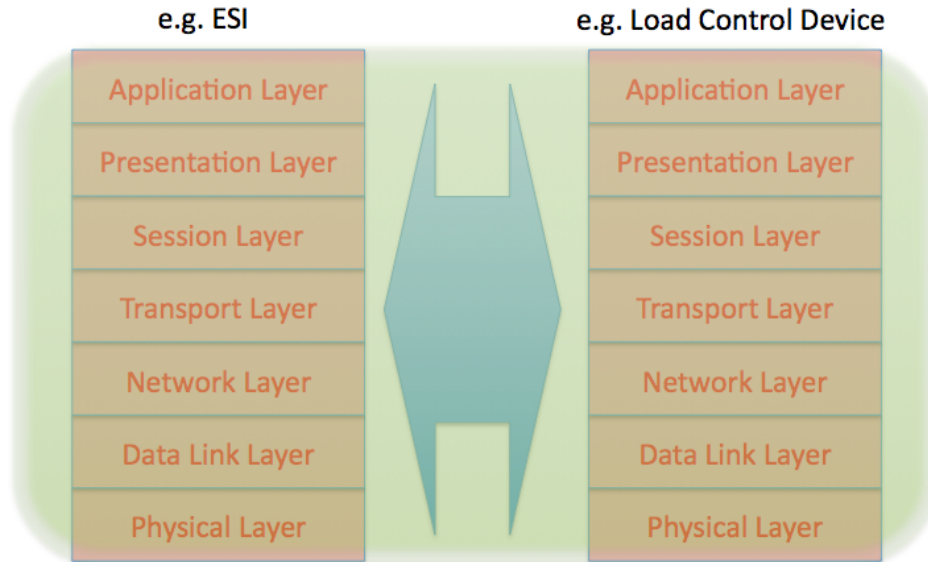 e.g. ESI
Application Layer
Presentation Layer
Session Layer
Transport Layer
Network Layer
Data Link Layer
Physical Layer
e.g. Load Control Device
Application Layer
Presentation Layer
Session Layer
Transport Layer
Network Layer
Data Link Layer
Physical Layer